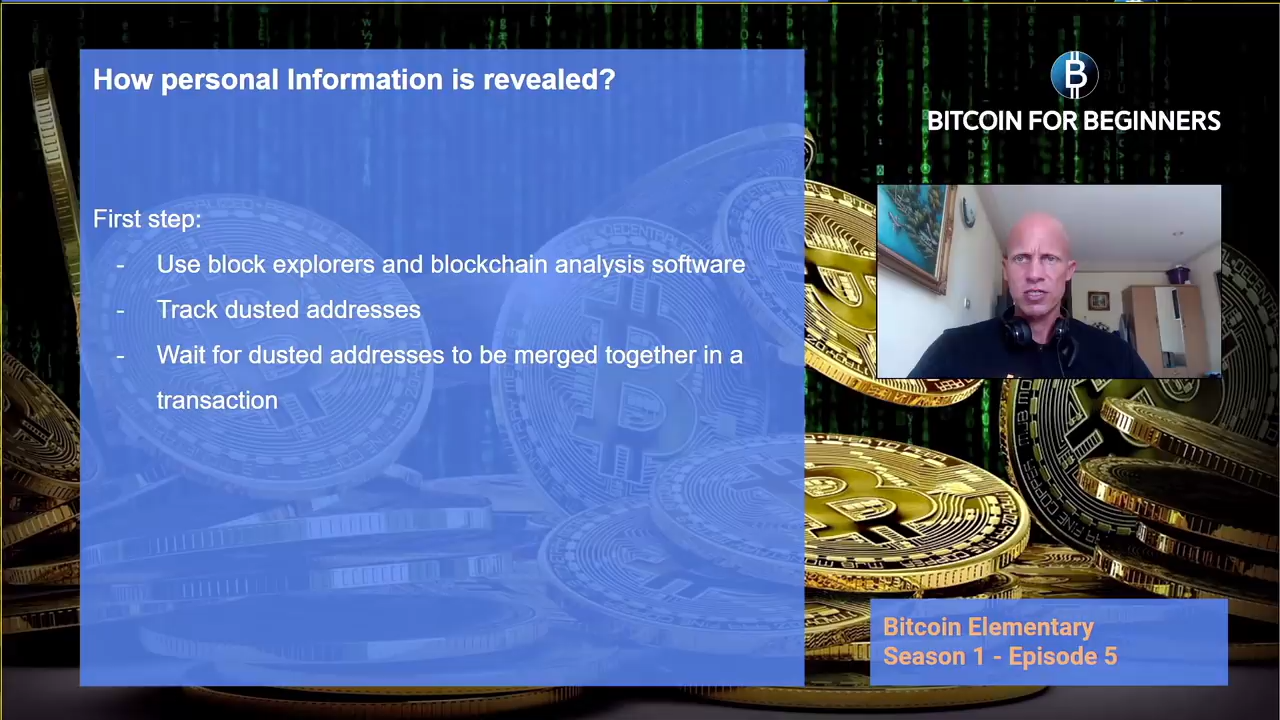 How personal Information is revealed?
BITCOIN FOR BEGINNERS
First step:
- Use block explorers and blockchain analysis software
- Track dusted addresses
- Wait for dusted addresses to be merged together in a
transaction
Bitcoin Elementary
Season 1 - Episode 5